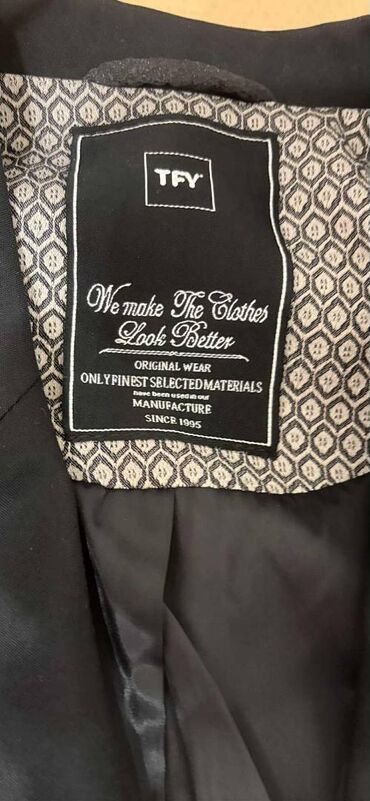 TFY
We make The Clothes
Look Better
ORIGINAL WEAR
ONLY FINEST SELECTED MATERIALS
have been used in our
MANUFACTURE
SINCE 1995